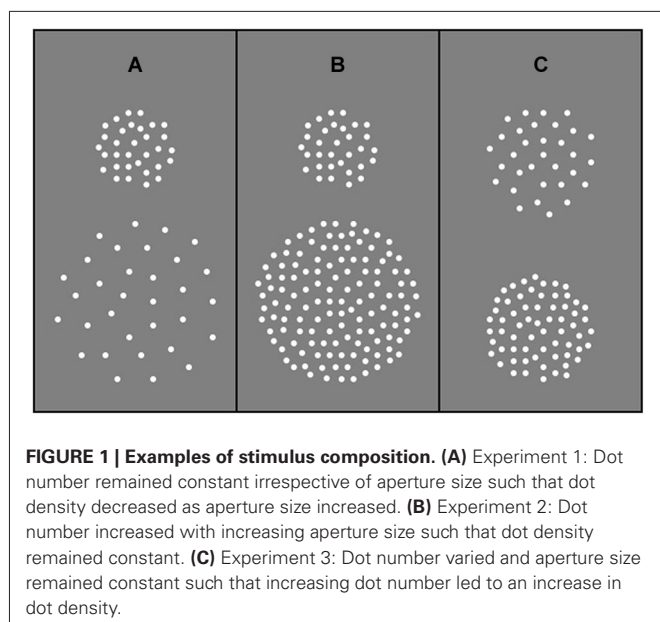 A B C
FIGURE 1 | Examples of stimulus composition. (A) Experiment 1: Dot
number remained constant irrespective of aperture size such that dot
density decreased as aperture size increased. (B) Experiment 2: Dot
number increased with increasing aperture size such that dot density
remained constant. (C) Experiment 3: Dot number varied and aperture size
remained constant such that increasing dot number led to an increase in
dot density.